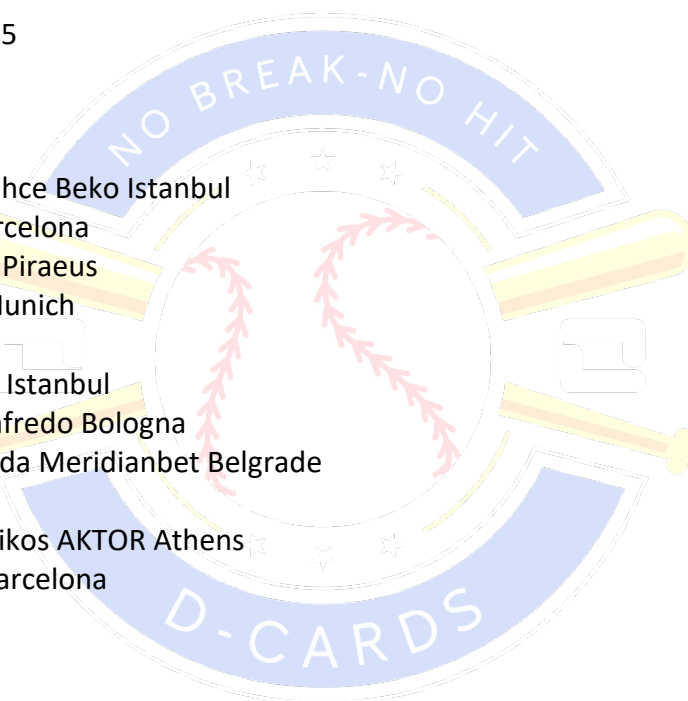 5
NO BREAK-NO HIT
hce Beko Istanbul
rcelona
Piraeus
unich
Istanbul
fredo Bologna
da Meridianbet Belgrade
ikos AKTOR Athens
arcelona
D-CARDS